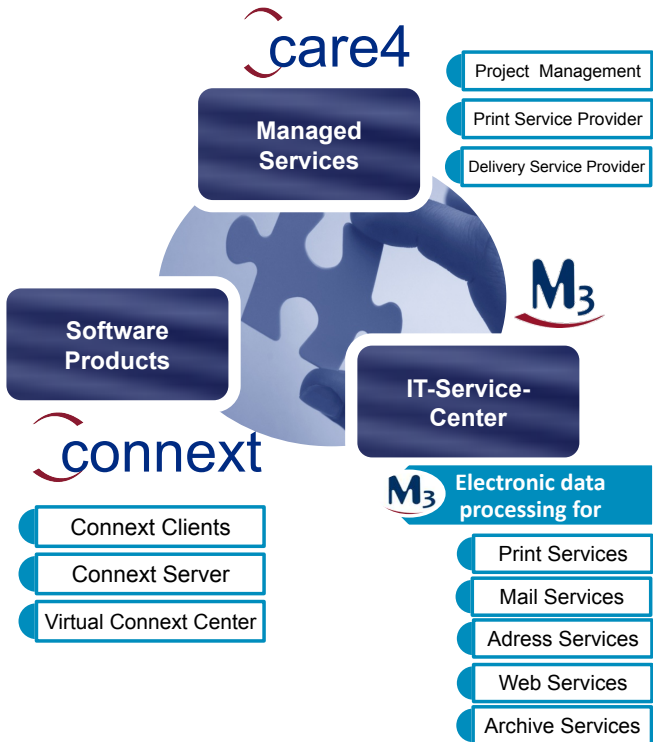 care4
Managed
Services
Project Management
Print Service Provider
Delivery Service Provider
M3
Software
Products
IT-Service-
Center
connext
Connext Clients
Connext Server
Virtual Connext Center
M3
Electronic data
processing for
Print Services
Mail Services
Adress Services
Web Services
Archive Services